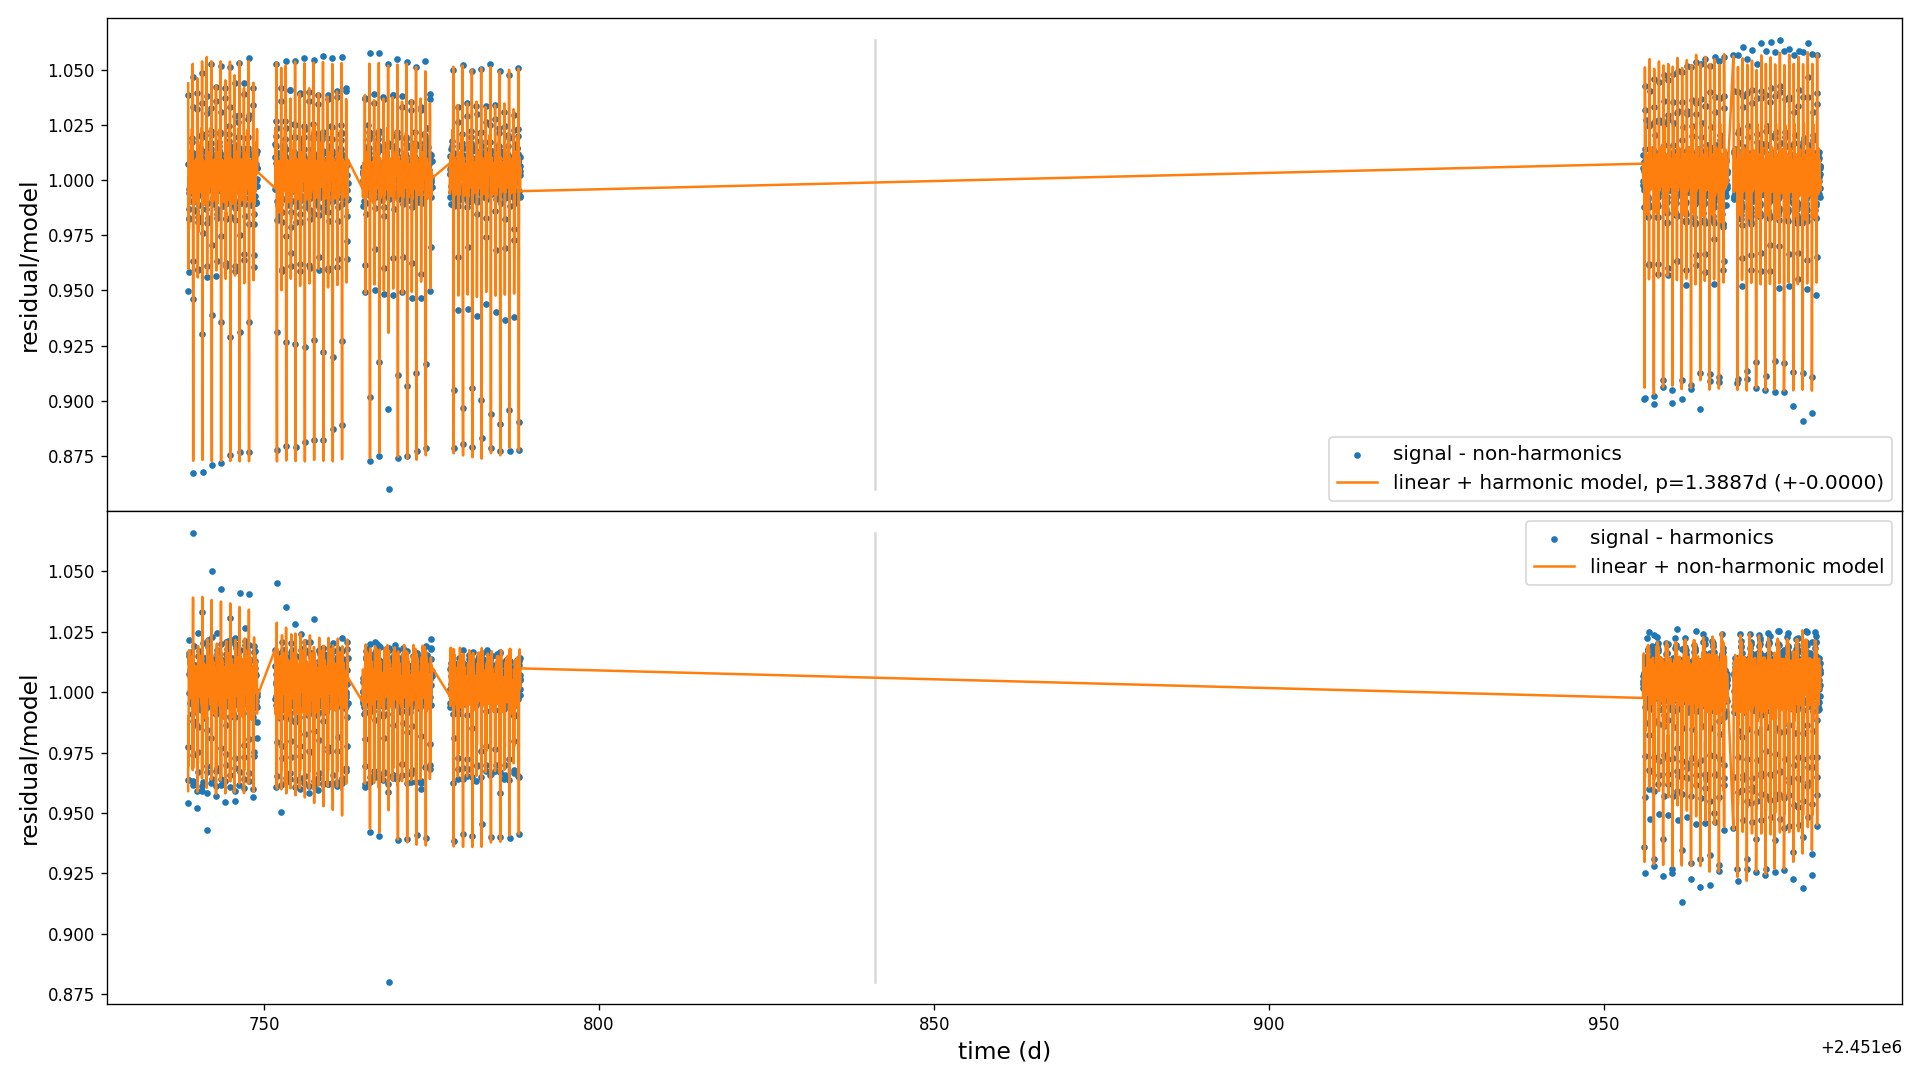 1.050
1.025
1.000
0.975
0.950
0.925
0.900
0.875
residual/model
signal - non-harmonics
linear + harmonic model, p=1.3887d (+-0.0000)
1.050
1.025
1.000
0.975
0.950
0.925
0.900
0.875
residual/model
signal - harmonics
linear + non-harmonic model
750
800
850
900
950
time (d)
+2.451e6